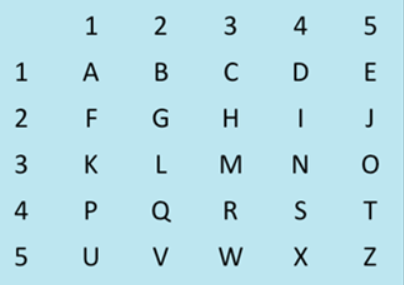 1 2 3 4 5
1 A B C D E
2 F G H I J
3 K L M N O
4 P Q R S T
5 U V W X Z